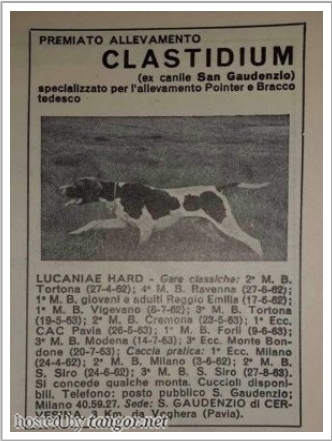 PREMIATO ALLEVAMENTO
CLASTIDIUM
(ex canile San Gaudenzio)
specializzato per l'allevamento Pointer e Bracco
tedesco
LUCANIAE HARD - Gare classiche: 2° M. B.
Tortona (27-4-62); 4° M. B. Ravenna (27-5-62);
1° M. B. giovani e adulti Reggio Emilia (17-6-62);
1° M. B. Vigevano (8-7-62); 3° M. B. Tortona
(19-5-63); 2° M. B. Cremona (23-5-63); 1° Ecc.
CAC Pavia (26-5-63); 1° M. B. Forlì (9-6-63);
3° M. B. Modena (14-7-63); 3° Ecc. Monte Bon-
done (20-7-63); Caccia pratica: 1° Ecc. Milano
(24-4-62); 2° M. B. Milano (3-6-62); 2° M. B.
S. Siro (24-6-62); 3° M. B. S. Siro (27-8-63).
Si concede qualche monta. Cuccioli disponi-
bili. Telefono: posto pubblico S. Gaudenzio;
Milano 40.59.27. Sede: S. GAUDENZIO di CER-
VESINA, 3 Km. da Voghera (Pavia).
hosted by rangor.net